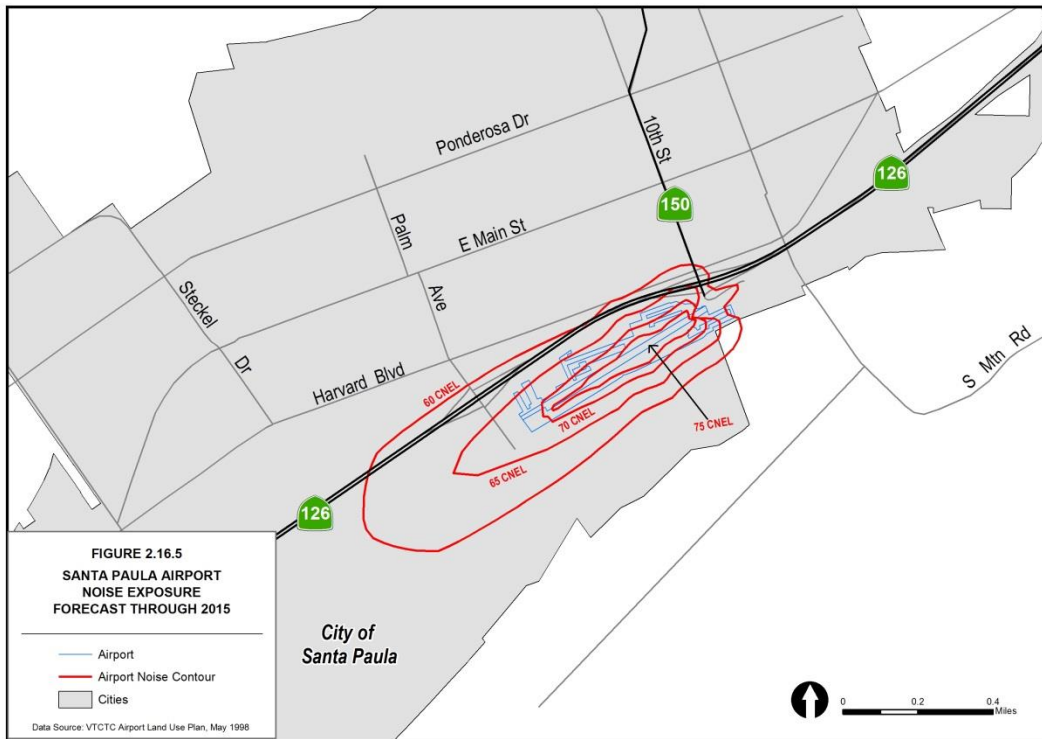 Ponderosa Dr
10th St
126
150
E Main St
Palm
Ave
Steckel
Dr
Harvard Blvd
S Mtn Rd
60 CNEL
70 CNEL
75 CNEL
65 CNEL
126
FIGURE 2.16.5
SANTA PAULA AIRPORT
NOISE EXPOSURE
FORECAST THROUGH 2015
Airport
Airport Noise Contour
Cities
Data Source: VTCTC Airport Land Use Plan, May 1998
City of
Santa Paula
0 0.2 0.4
Miles